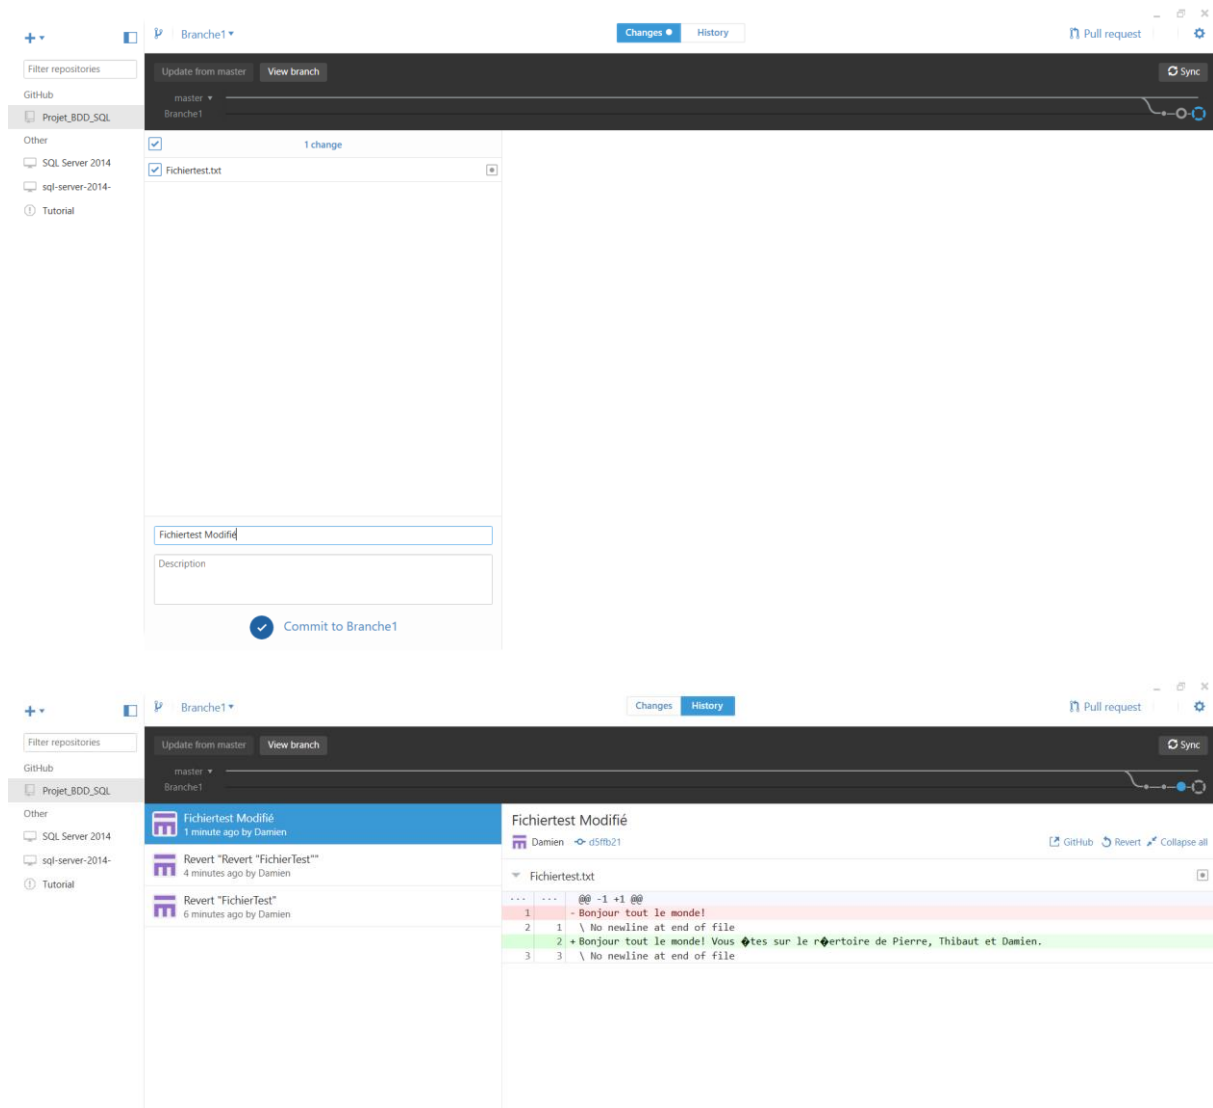 Branche1
Changes
History
Pull request
Filter repositories
Update from master
View branch
Sync
GitHub
master
Projet_BDD_SQL
Branche1
Other
1 change
SQL Server 2014
Fichiertest.txt
sql-server-2014-
Tutorial
Fichiertest Modifié
Description
Commit to Branche1
Branche1
Changes
History
Pull request
Filter repositories
Update from master
View branch
Sync
GitHub
master
Projet_BDD_SQL
Branche1
Other
SQL Server 2014
sql-server-2014-
Tutorial
Fichiertest Modifié
1 minute ago by Damien
Revert "Revert "FichierTest""
4 minutes ago by Damien
Revert "FichierTest"
6 minutes ago by Damien
Fichiertest Modifié
Damien d5ffb21
GitHub Revert Collapse all
Fichiertest.txt
... ... @@ -1 +1 @@
1 - Bonjour tout le monde!
2 1 \ No newline at end of file
2 + Bonjour tout le monde! Vous �tes sur le r�ertoire de Pierre, Thibaut et Damien.
3 3 \ No newline at end of file